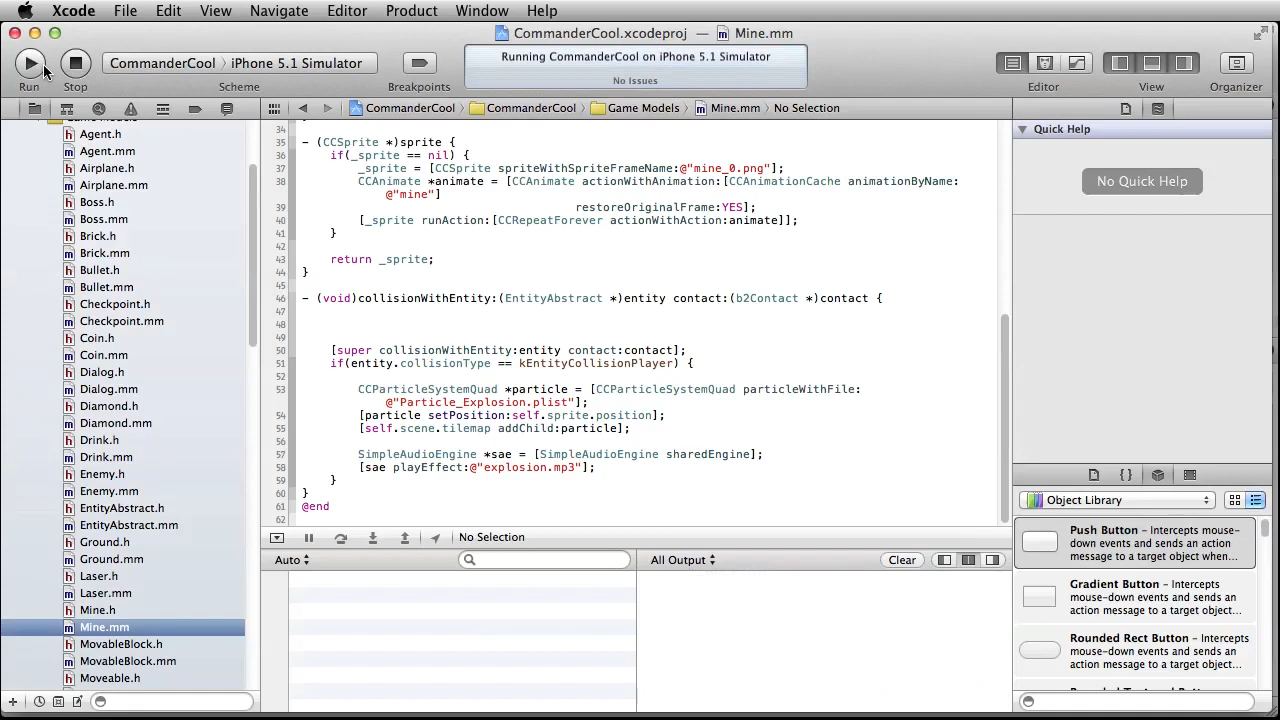 Xcode File Edit View Navigate Editor Product Window Help
CommanderCool.xcodeproj — Mine.mm
CommanderCool › iPhone 5.1 Simulator
Running CommanderCool on iPhone 5.1 Simulator
No Issues
Run Stop Scheme Breakpoints Editor View Organizer
CommanderCool CommanderCool Game Models Mine.mm No Selection
Agent.h
Agent.mm
Airplane.h
Airplane.mm
Boss.h
Boss.mm
Brick.h
Brick.mm
Bullet.h
Bullet.mm
Checkpoint.h
Checkpoint.mm
Coin.h
Coin.mm
Dialog.h
Dialog.mm
Diamond.h
Diamond.mm
Drink.h
Drink.mm
Enemy.h
Enemy.mm
EntityAbstract.h
EntityAbstract.mm
Ground.h
Ground.mm
Laser.h
Laser.mm
Mine.h
Mine.mm
MovableBlock.h
MovableBlock.mm
Moveable.h
34
35 - (CCSprite *)sprite {
36 if(_sprite == nil) {
37 _sprite = [CCSprite spriteWithSpriteFrameName:@"mine_0.png"];
38 CCAnimate *animate = [CCAnimate actionWithAnimation:[CCAnimationCache animationByName:
@"mine"]
39 restoreOriginalFrame:YES];
40 [_sprite runAction:[CCRepeatForever actionWithAction:animate]];
41 }
42
43 return _sprite;
44 }
45
46 - (void)collisionWithEntity:(EntityAbstract *)entity contact:(b2Contact *)contact {
47
48
49
50 [super collisionWithEntity:entity contact:contact];
51 if(entity.collisionType == kEntityCollisionPlayer) {
52
53 CCParticleSystemQuad *particle = [CCParticleSystemQuad particleWithFile:
@"Particle_Explosion.plist"];
54 [particle setPosition:self.sprite.position];
55 [self.scene.tilemap addChild:particle];
56
57 SimpleAudioEngine *sae = [SimpleAudioEngine sharedEngine];
58 [sae playEffect:@"explosion.mp3"];
59 }
60 }
61 @end
62
No Selection
Auto
All Output
Clear
Quick Help
No Quick Help
{ }
Object Library
Push Button – Intercepts mouse-
down events and sends an action
message to a target object when...
Gradient Button – Intercepts
mouse-down events and sends an
action message to a target object...
Rounded Rect Button – Intercepts
mouse-down events and sends an
action message to a target object...